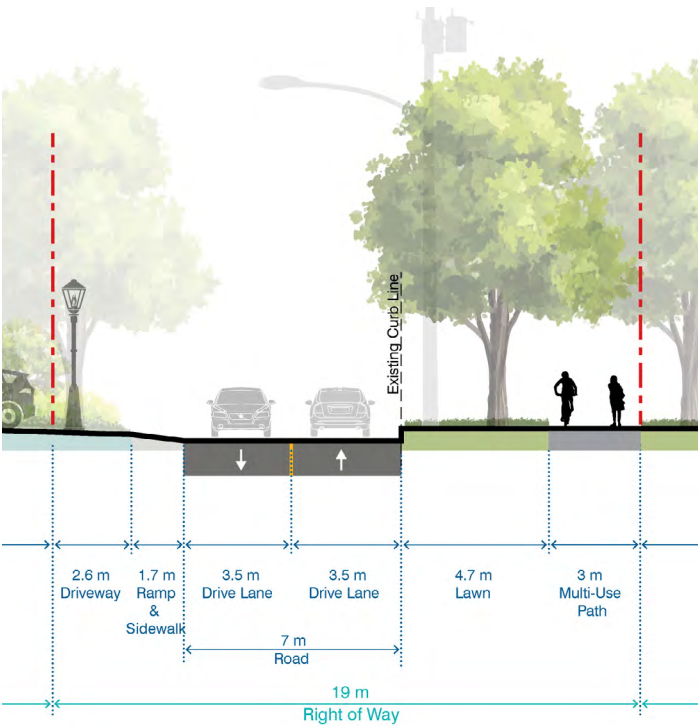 Existing Curb Line
2.6 m
Driveway
1.7 m
Ramp
&
Sidewalk
3.5 m
Drive Lane
3.5 m
Drive Lane
4.7 m
Lawn
3 m
Multi-Use
Path
7 m
Road
19 m
Right of Way